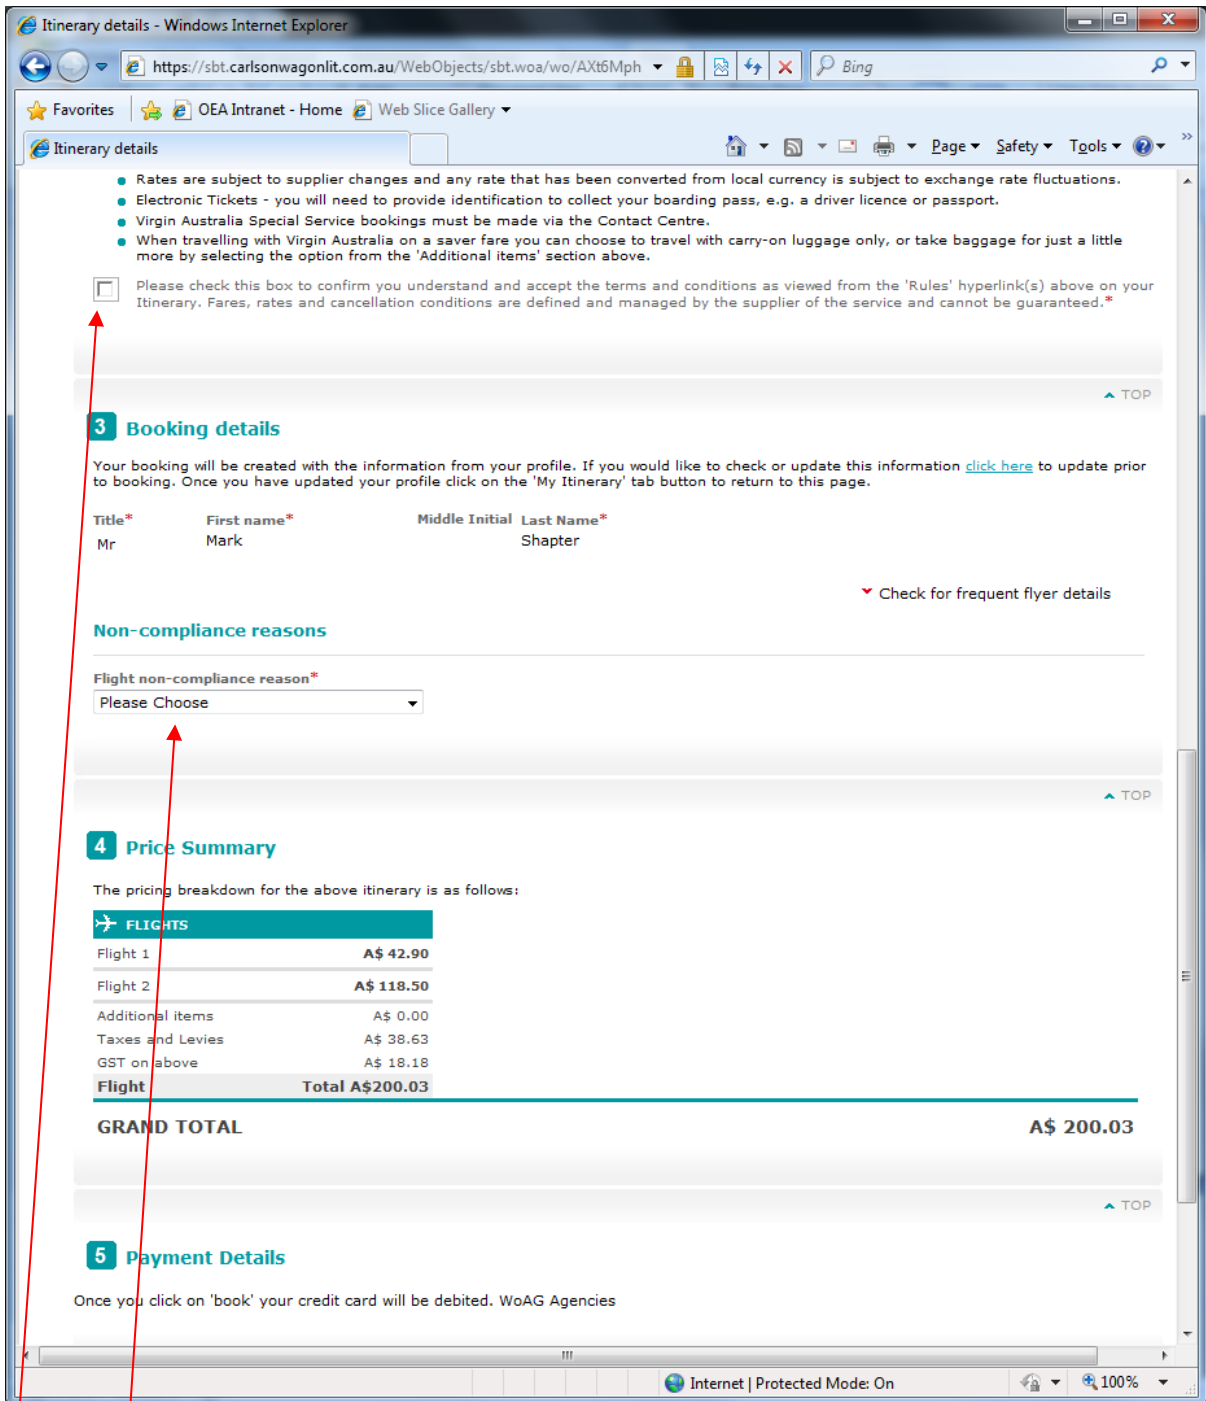 Itinerary details - Windows Internet Explorer
https://sbt.carlsonwagonlit.com.au/WebObjects/sbt.woa/wo/AXt6Mph
Bing
Favorites
OEA Intranet - Home
Web Slice Gallery
Itinerary details
Page
Safety
Tools
Rates are subject to supplier changes and any rate that has been converted from local currency is subject to exchange rate fluctuations.
Electronic Tickets - you will need to provide identification to collect your boarding pass, e.g. a driver licence or passport.
Virgin Australia Special Service bookings must be made via the Contact Centre.
When travelling with Virgin Australia on a saver fare you can choose to travel with carry-on luggage only, or take baggage for just a little
more by selecting the option from the 'Additional items' section above.
Please check this box to confirm you understand and accept the terms and conditions as viewed from the 'Rules' hyperlink(s) above on your
Itinerary. Fares, rates and cancellation conditions are defined and managed by the supplier of the service and cannot be guaranteed.*
TOP
3 Booking details
Your booking will be created with the information from your profile. If you would like to check or update this information click here to update prior
to booking. Once you have updated your profile click on the 'My Itinerary' tab button to return to this page.
Title* First name* Middle Initial Last Name*
Mr Mark Shapter
Check for frequent flyer details
Non-compliance reasons
Flight non-compliance reason*
Please Choose
TOP
4 Price Summary
The pricing breakdown for the above itinerary is as follows:
FLIGHTS
Flight 1 A$ 42.90
Flight 2 A$ 118.50
Additional items A$ 0.00
Taxes and Levies A$ 38.63
GST on above A$ 18.18
Flight Total A$200.03
GRAND TOTAL A$ 200.03
TOP
5 Payment Details
Once you click on 'book' your credit card will be debited. WoAG Agencies
Internet | Protected Mode: On
100%